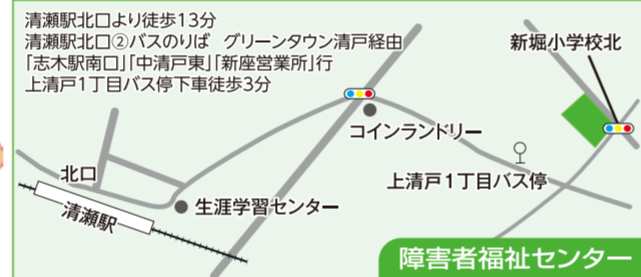 清瀬駅北口より徒歩13分
清瀬駅北口②バスのりば　グリーンタウン清戸経由
「志木駅南口」「中清戸東」「新座営業所」行
上清戸1丁目バス停下車徒歩3分
新堀小学校北
コインランドリー
上清戸1丁目バス停
北口
清瀬駅
生涯学習センター
障害者福祉センター